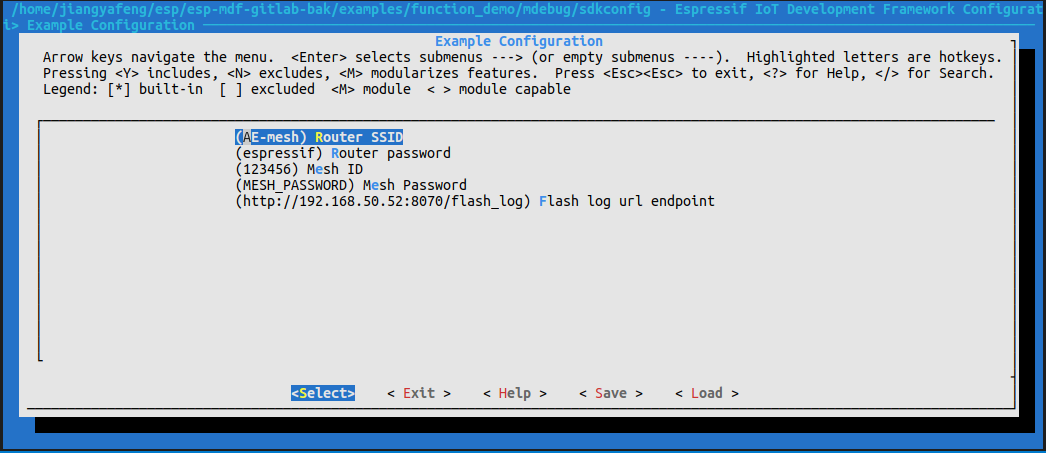 /home/jiangyafeng/esp/esp-mdf-gitlab-bak/examples/function_demo/mdebug/sdkconfig - Espressif IoT Development Framework Configurat
i> Example Configuration
Example Configuration
Arrow keys navigate the menu.  <Enter> selects submenus ---> (or empty submenus ----).  Highlighted letters are hotkeys.
Pressing <Y> includes, <N> excludes, <M> modularizes features.  Press <Esc><Esc> to exit, <?> for Help, </> for Search.
Legend: [*] built-in  [ ] excluded  <M> module  < > module capable
(AE-mesh) Router SSID
(espressif) Router password
(123456) Mesh ID
(MESH_PASSWORD) Mesh Password
(http://192.168.50.52:8070/flash_log) Flash log url endpoint
<Select>    < Exit >    < Help >    < Save >    < Load >